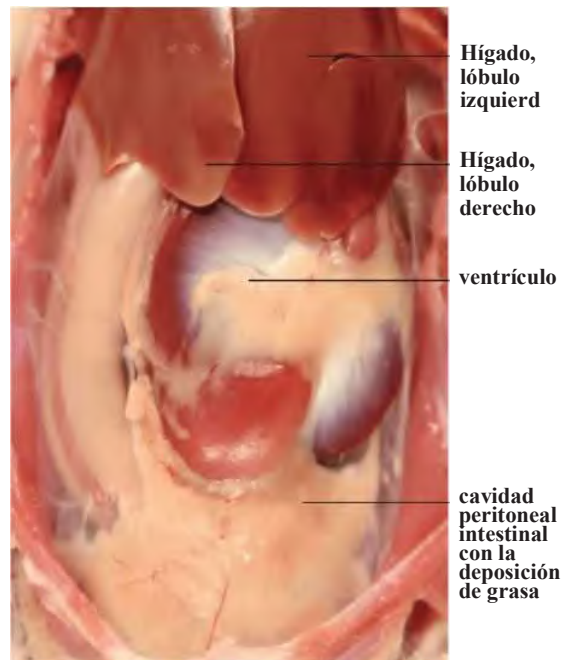 Hígado,
lóbulo
izquierd
Hígado,
lóbulo
derecho
ventrículo
cavidad
peritoneal
intestinal
con la
deposición
de grasa